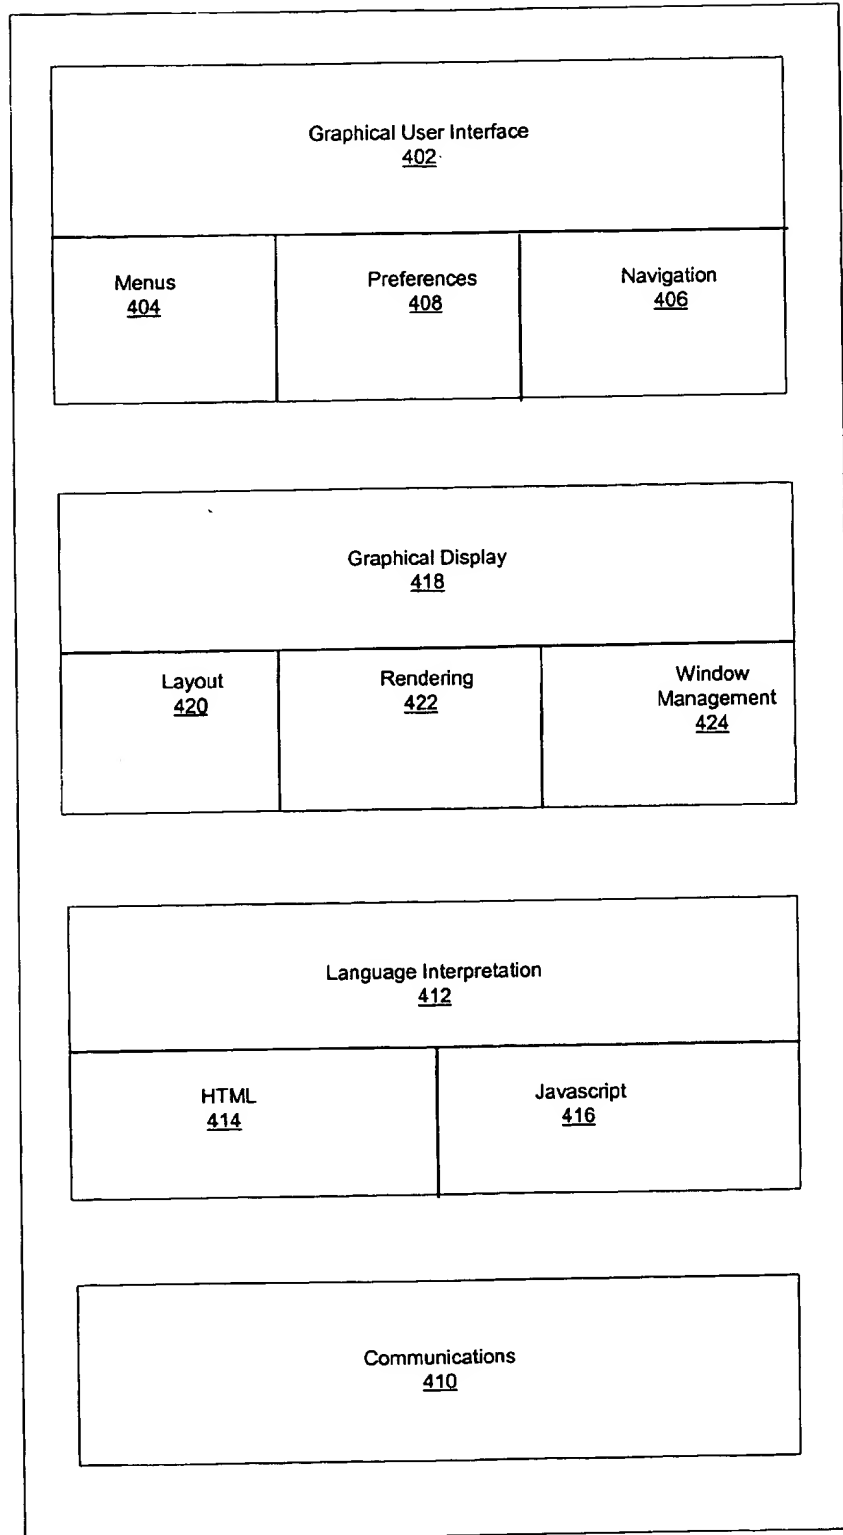 Graphical User Interface
402
Menus
404
Preferences
408
Navigation
406
Graphical Display
418
Layout
420
Rendering
422
Window
Management
424
Language Interpretation
412
HTML
414
Javascript
416
Communications
410